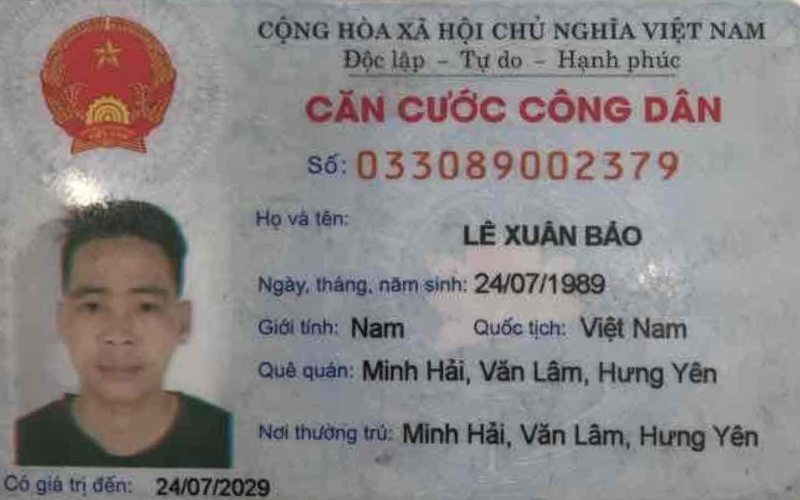 CỘNG HÒA XÃ HỘI CHỦ NGHĨA VIỆT NAM
Độc lập - Tự do - Hạnh phúc
CĂN CƯỚC CÔNG DÂN
Số: 033089002379
Họ và tên: LÊ XUÂN BẢO
Ngày, tháng, năm sinh: 24/07/1989
Giới tính: Nam Quốc tịch: Việt Nam
Quê quán: Minh Hải, Văn Lâm, Hưng Yên
Nơi thường trú: Minh Hải, Văn Lâm, Hưng Yên
Có giá trị đến: 24/07/2029